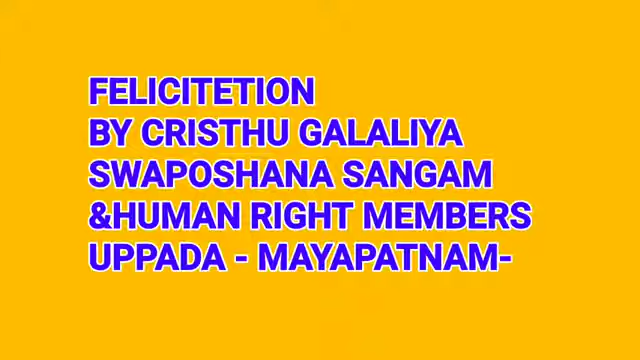 FELICITETION
BY CRISTHU GALALIYA
SWAPOSHANA SANGAM
&HUMAN RIGHT MEMBERS
UPPADA - MAYAPATNAM-